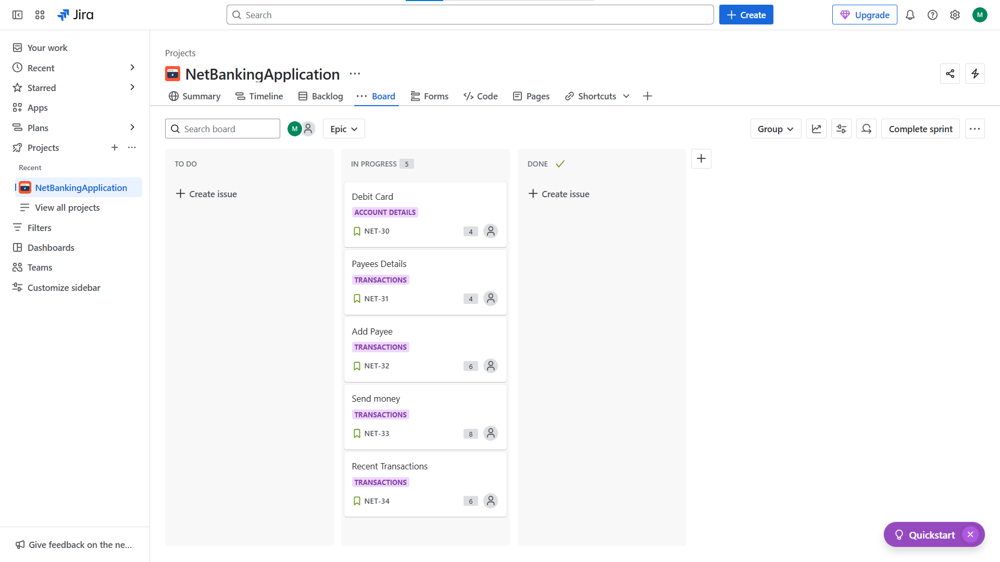 Jira
Search
Create
Upgrade
M
Your work
Recent
Starred
Apps
Plans
Projects
Recent
NetBankingApplication
View all projects
Filters
Dashboards
Teams
Customize sidebar
Give feedback on the ne...
Projects
NetBankingApplication
Summary
Timeline
Backlog
Board
Forms
Code
Pages
Shortcuts
Search board
M
Epic
Group
Complete sprint
TO DO
Create issue
IN PROGRESS 5
Debit Card
ACCOUNT DETAILS
NET-30 4
Payees Details
TRANSACTIONS
NET-31 4
Add Payee
TRANSACTIONS
NET-32 6
Send money
TRANSACTIONS
NET-33 8
Recent Transactions
TRANSACTIONS
NET-34 6
DONE
Create issue
Quickstart